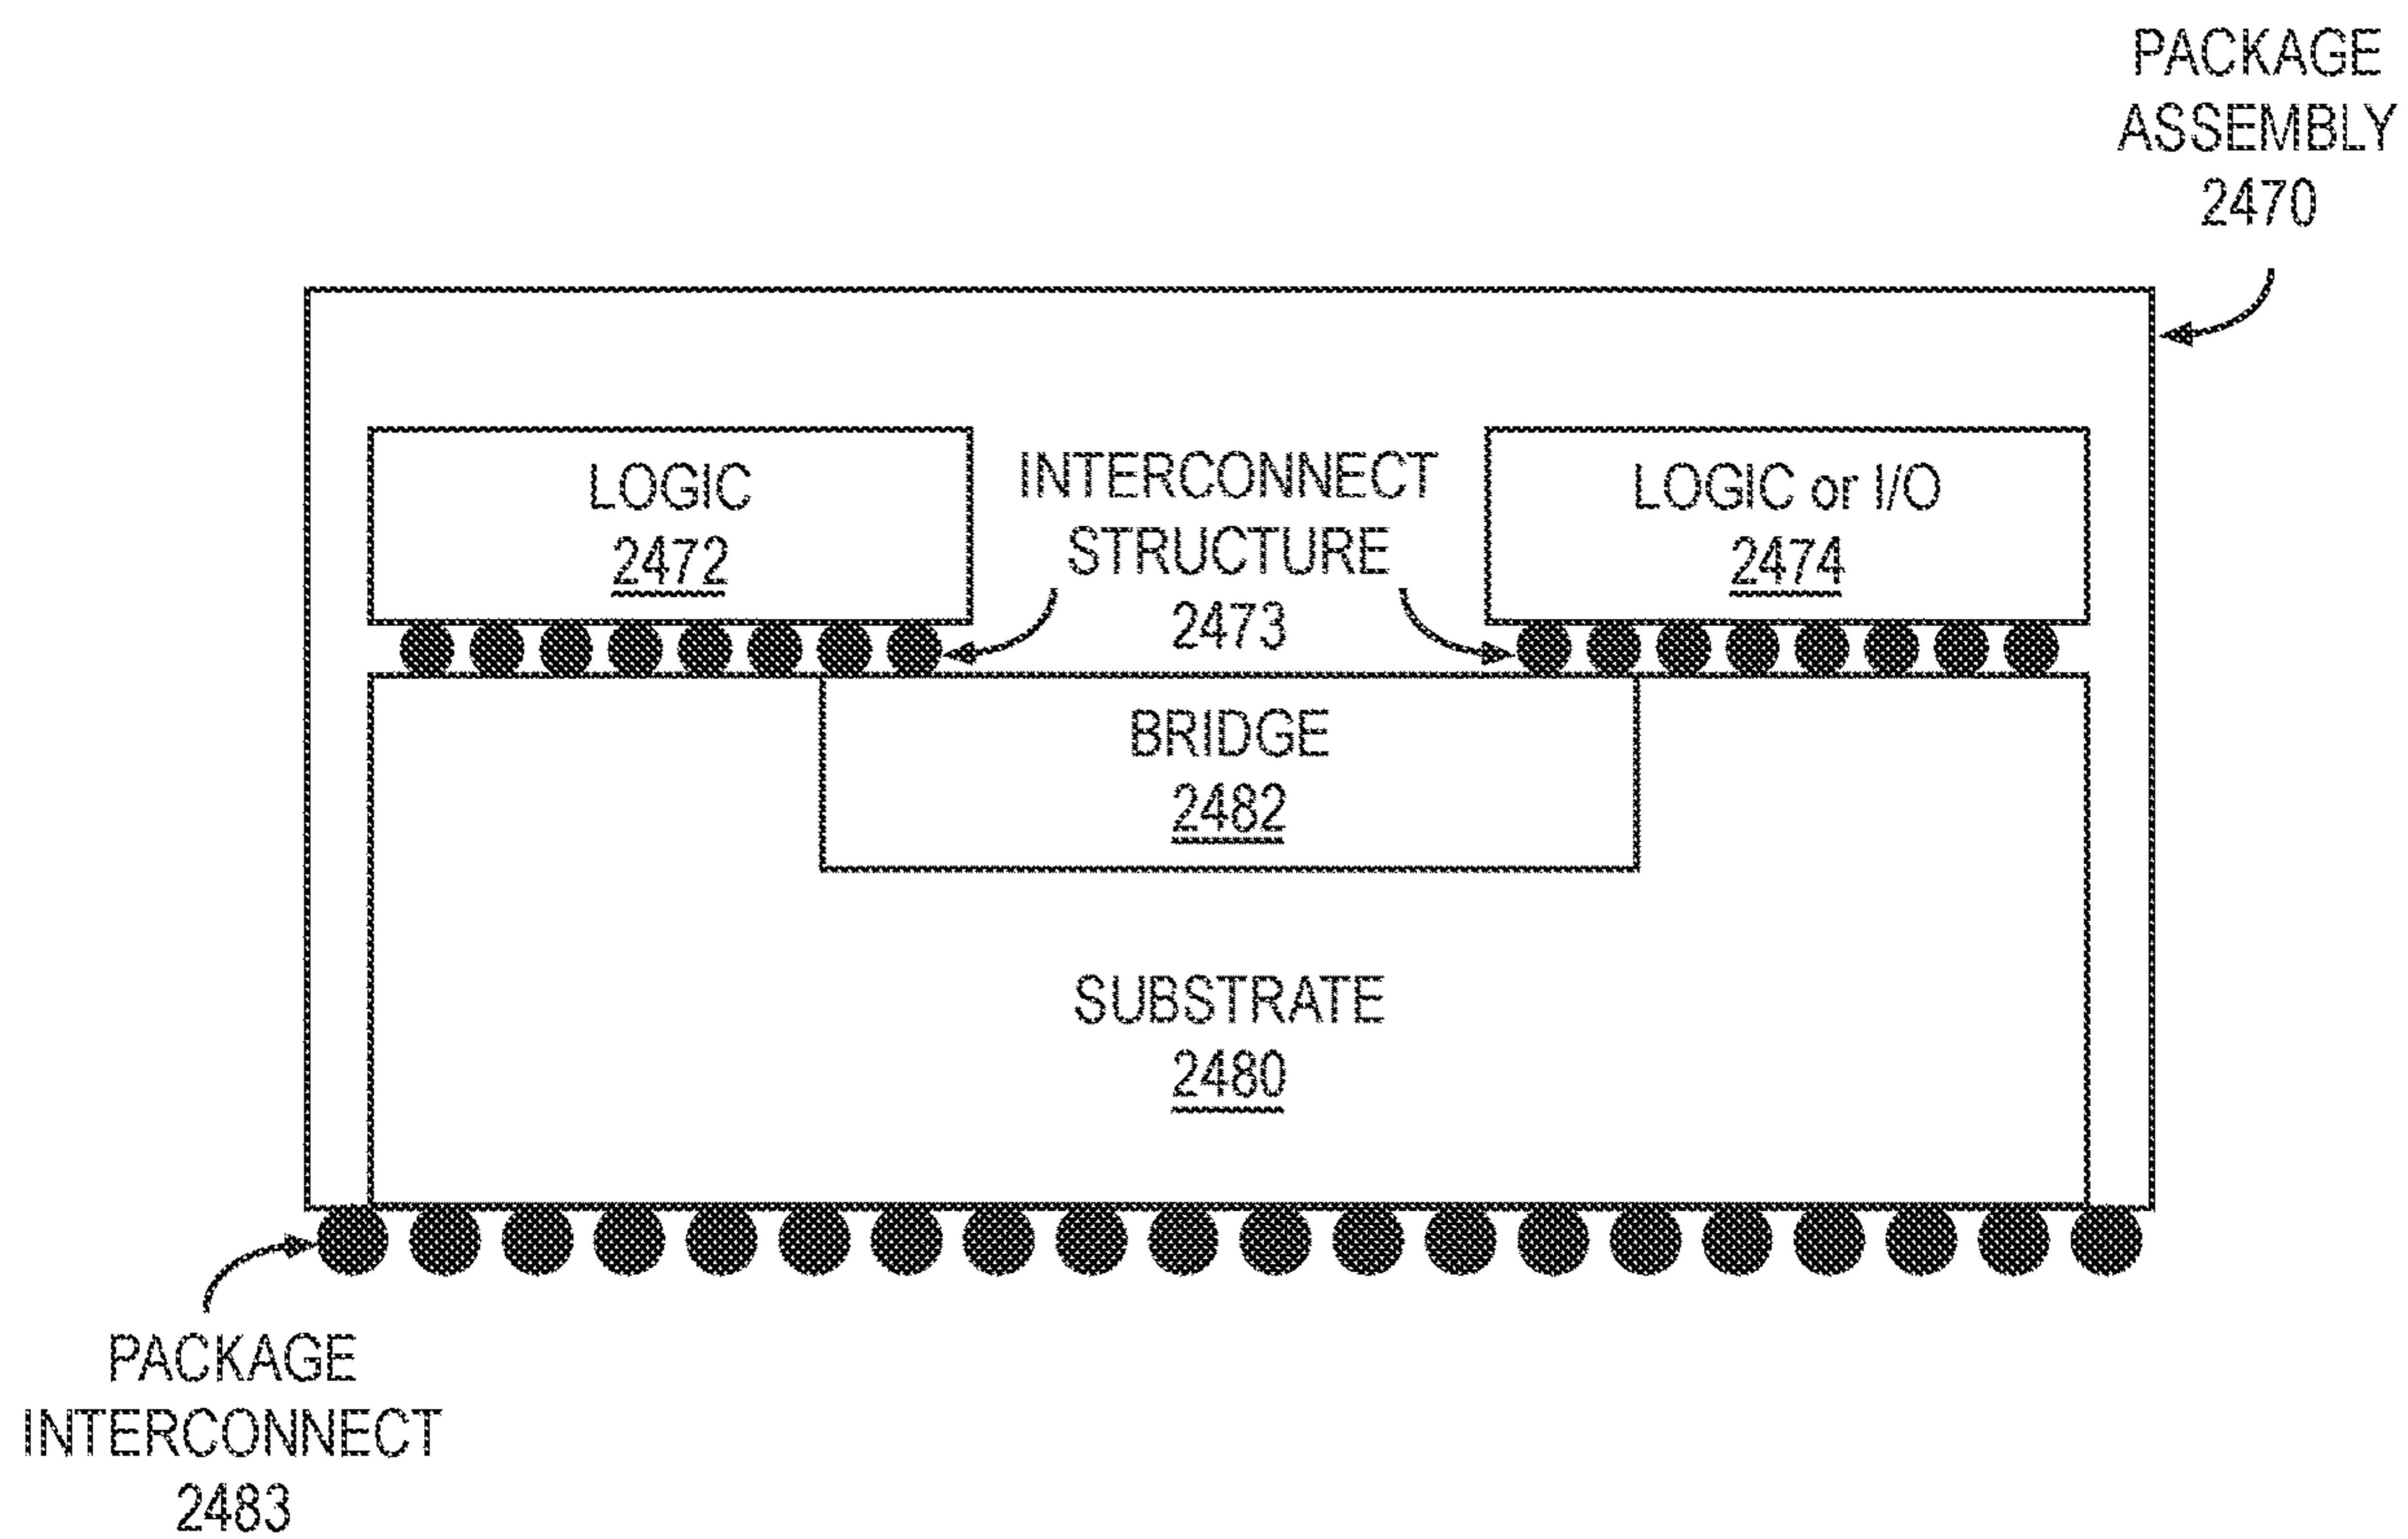 PACKAGE
ASSEMBLY
2470
LOGIC
2472
INTERCONNECT
STRUCTURE
2473
LOGIC or I/O
2474
BRIDGE
2482
SUBSTRATE
2480
PACKAGE
INTERCONNECT
2483